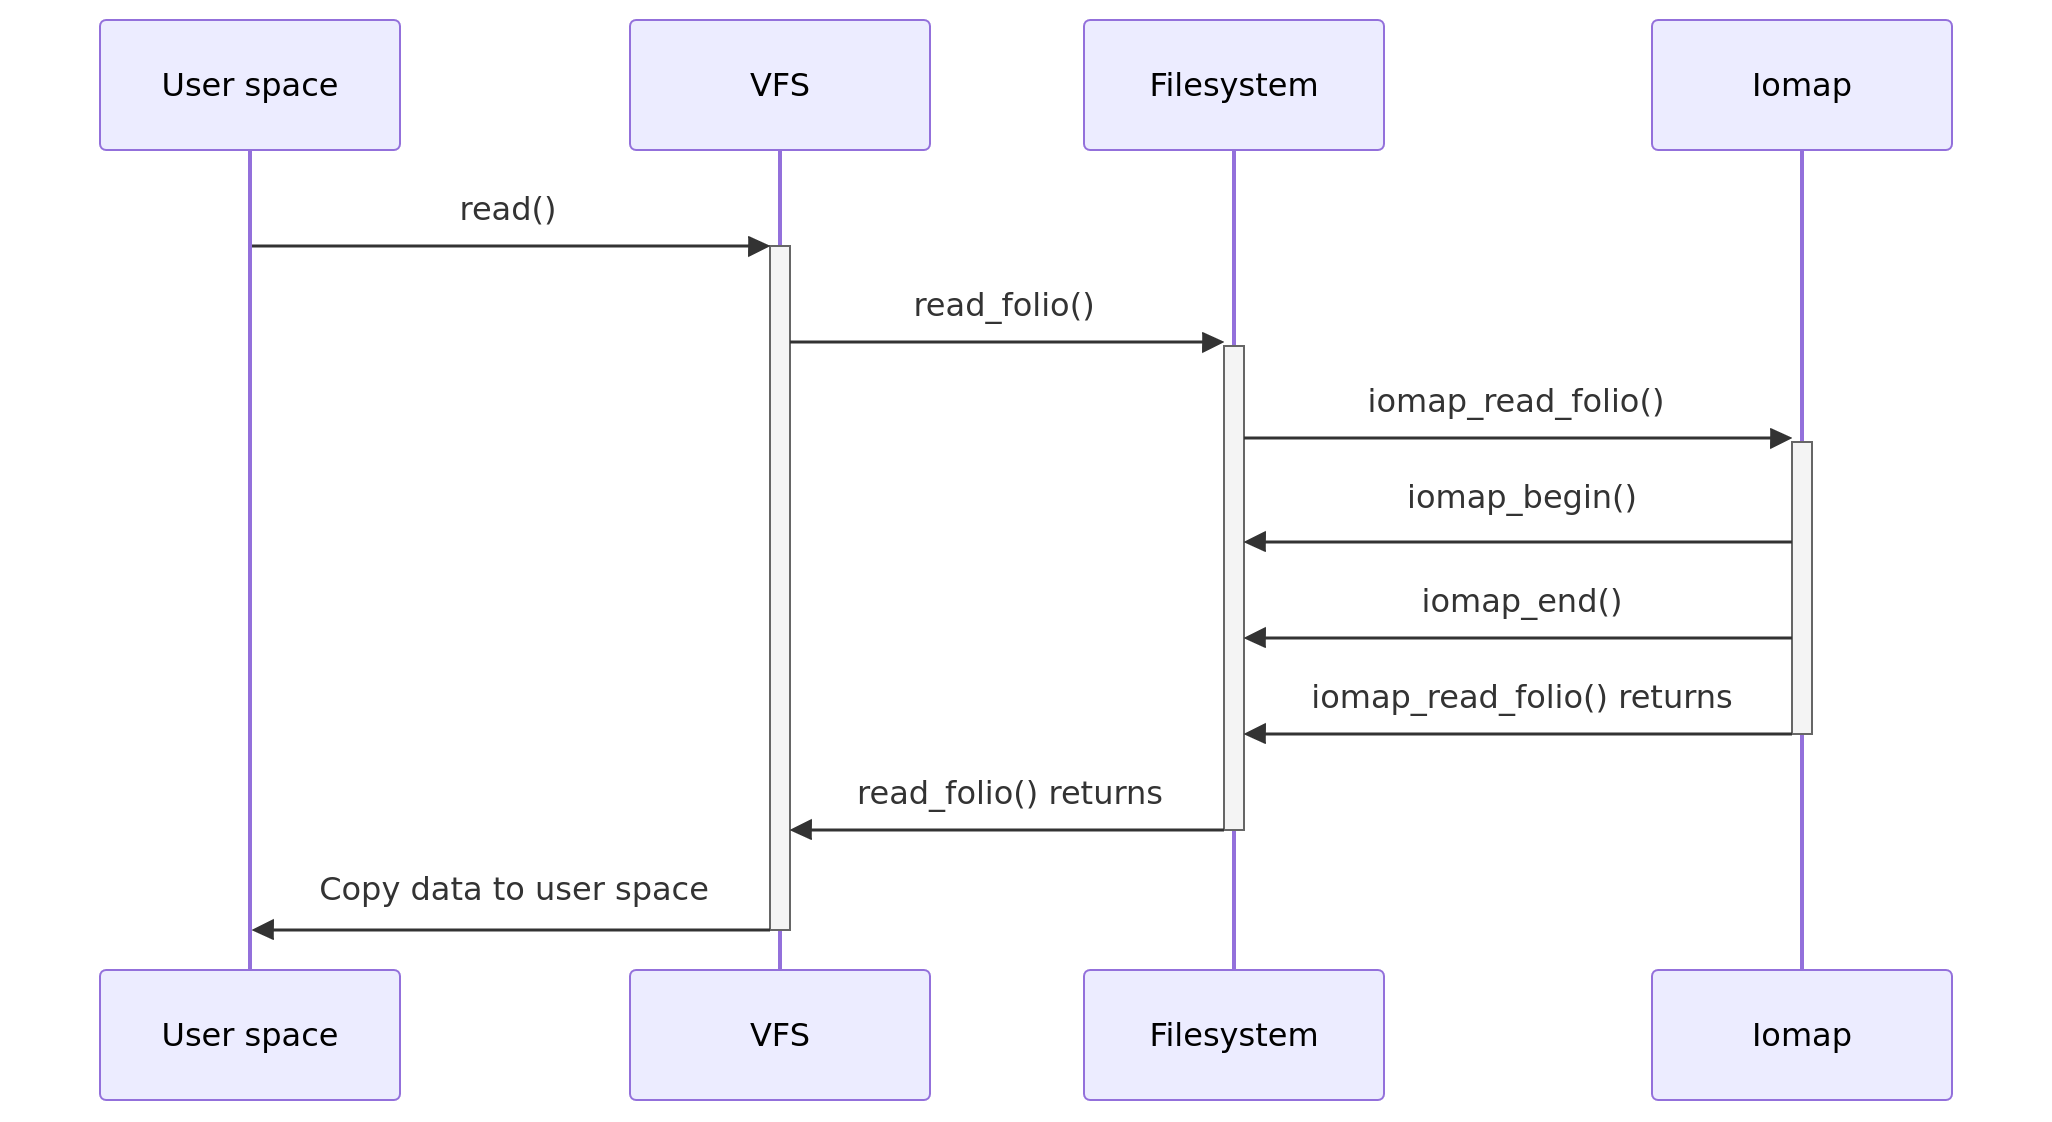 User space
VFS
Filesystem
Iomap
read()
read_folio()
iomap_read_folio()
iomap_begin()
iomap_end()
iomap_read_folio() returns
read_folio() returns
Copy data to user space
User space
VFS
Filesystem
Iomap